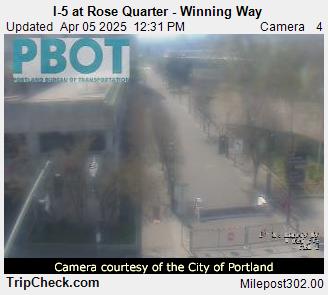 I-5 at Rose Quarter - Winning Way
Updated Apr 05 2025 12:31 PM Camera 4
PBOT
PORTLAND BUREAU OF TRANSPORTATION
Camera courtesy of the City of Portland
TripCheck.com Milepost302.00